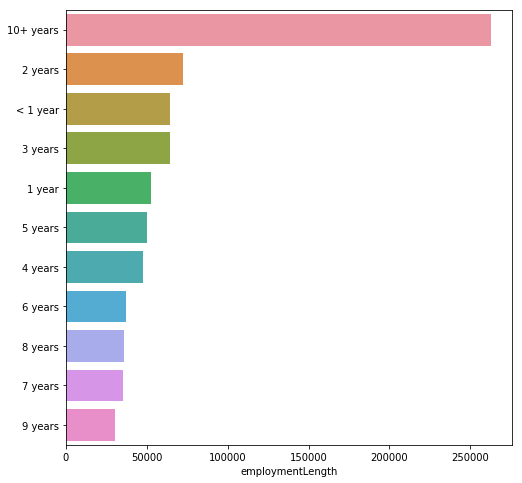 10+ years
2 years
< 1 year
3 years
1 year
5 years
4 years
6 years
8 years
7 years
9 years
0 50000 100000 150000 200000 250000
employmentLength